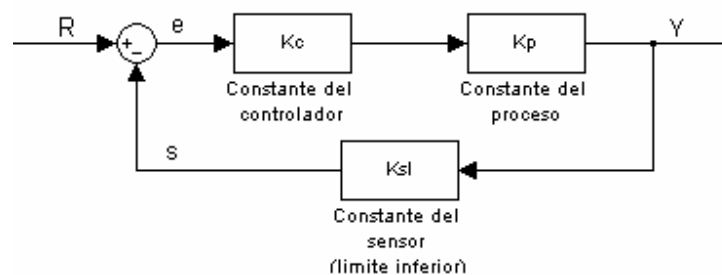 R
+
-
e
Kc
Kp
Y
Constante del
controlador
Constante del
proceso
s
Ksl
Constante del
sensor
(limite inferior)